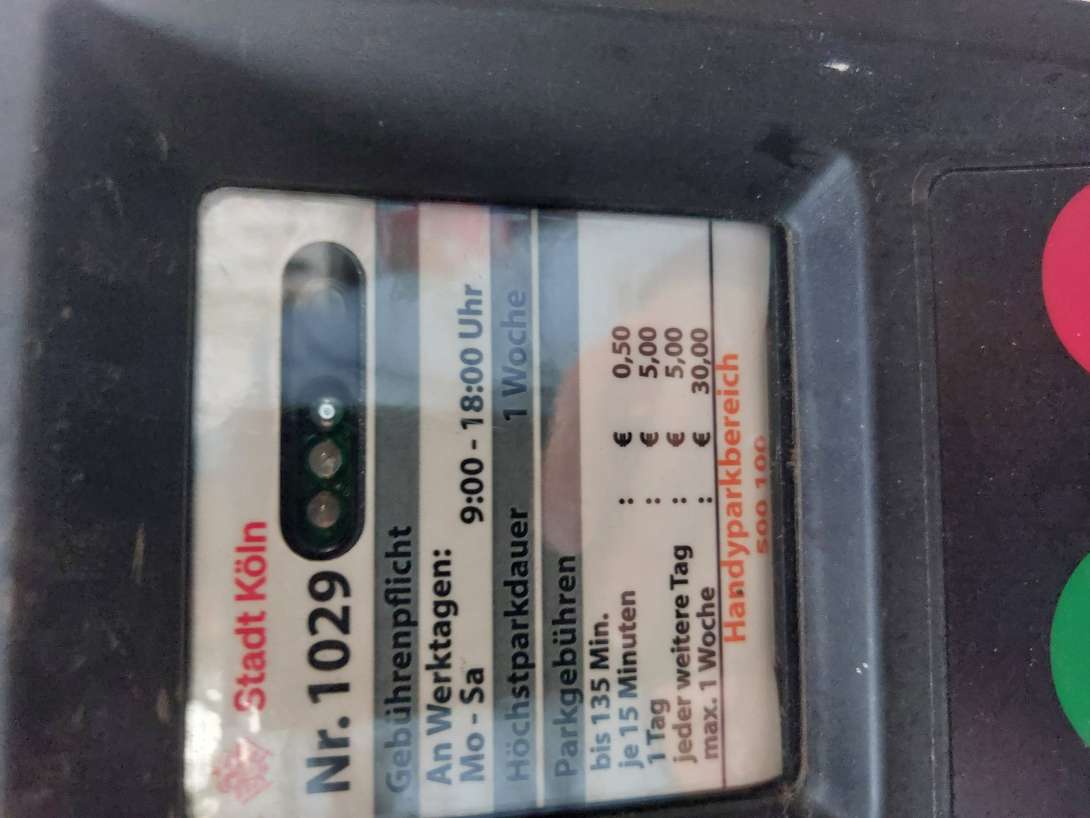 Stadt Köln
Nr. 1029
Gebührenpflicht
An Werktagen:
Mo - Sa 9:00 - 18:00 Uhr
Höchstparkdauer 1 Woche
Parkgebühren
bis 135 Min.
je 15 Minuten : € 0,50
1 Tag : € 5,00
jeder weitere Tag : € 5,00
max. 1 Woche : € 30,00
Handyparkbereich